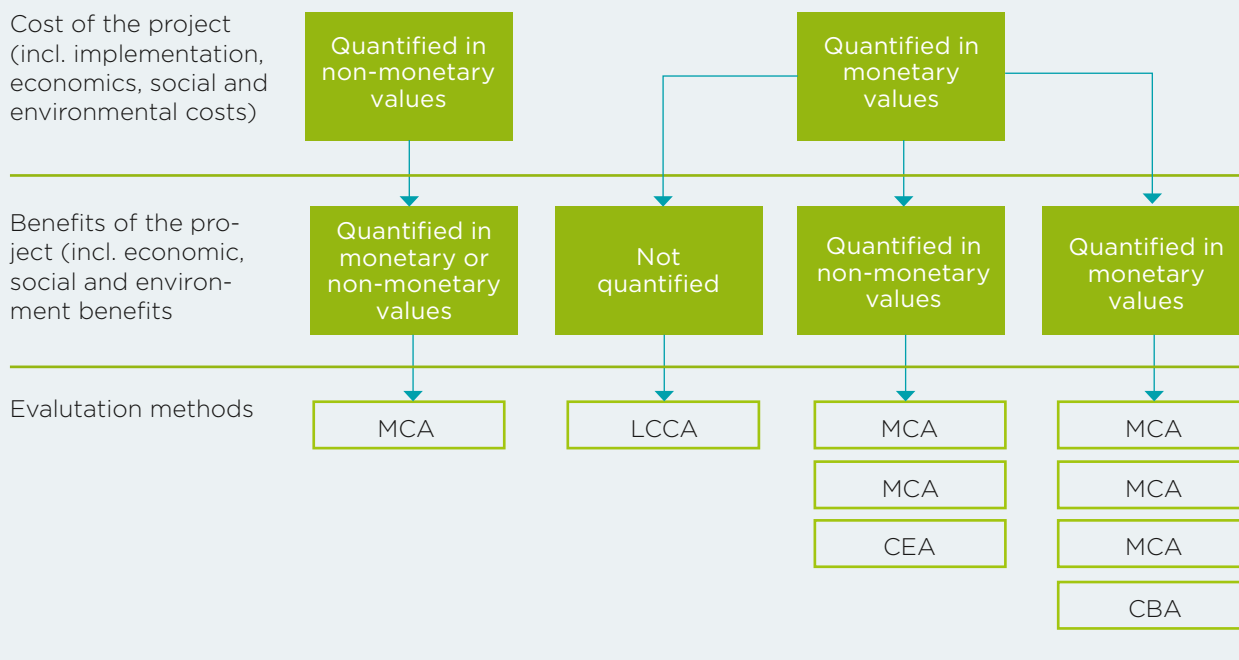 Cost of the project
(incl. implementation,
economics, social and
environmental costs)
Quantified in
non-monetary
values
Quantified in
monetary
values
Benefits of the pro-
ject (incl. economic,
social and environ-
ment benefits
Quantified in
monetary or
non-monetary
values
Not
quantified
Quantified in
non-monetary
values
Quantified in
monetary
values
Evalutation methods
MCA
LCCA
MCA
MCA
CEA
MCA
MCA
MCA
CBA